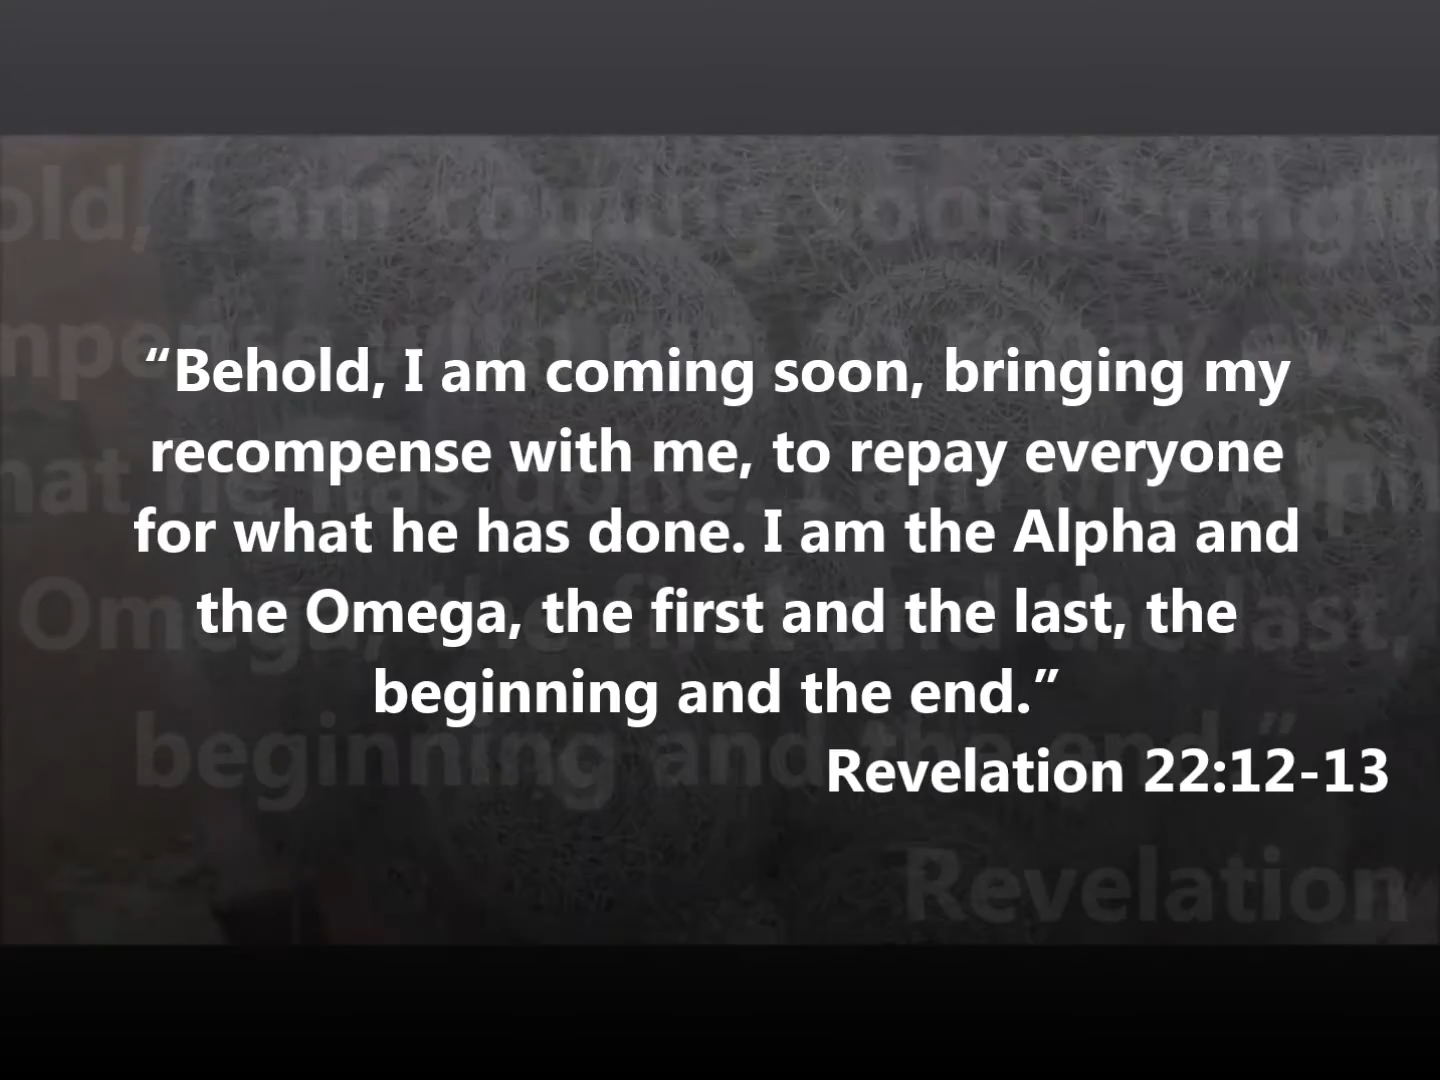 “Behold, I am coming soon, bringing my
recompense with me, to repay everyone
for what he has done. I am the Alpha and
the Omega, the first and the last, the
beginning and the end.”
Revelation 22:12-13